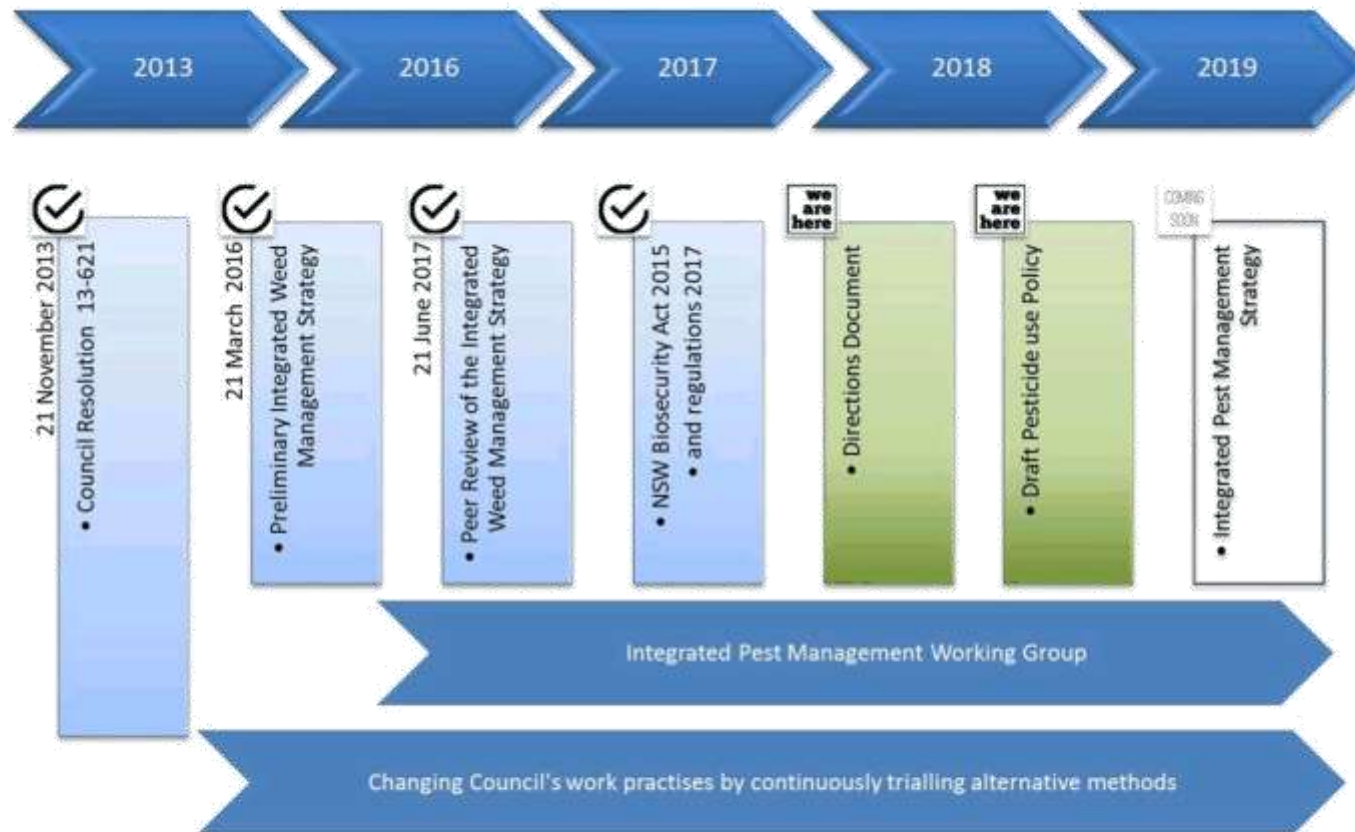 2013
2016
2017
2018
2019
21 November 2013
• Council Resolution 13-621
21 March 2016
• Preliminary Integrated Weed
Management Strategy
21 June 2017
• Peer Review of the Integrated
Weed Management Strategy
• NSW Biosecurity Act 2015
• and regulations 2017
we
are
here
• Directions Document
we
are
here
• Draft Pesticide use Policy
COMING
SOON
• Integrated Pest Management
Strategy
Integrated Pest Management Working Group
Changing Council's work practises by continuously trialling alternative methods